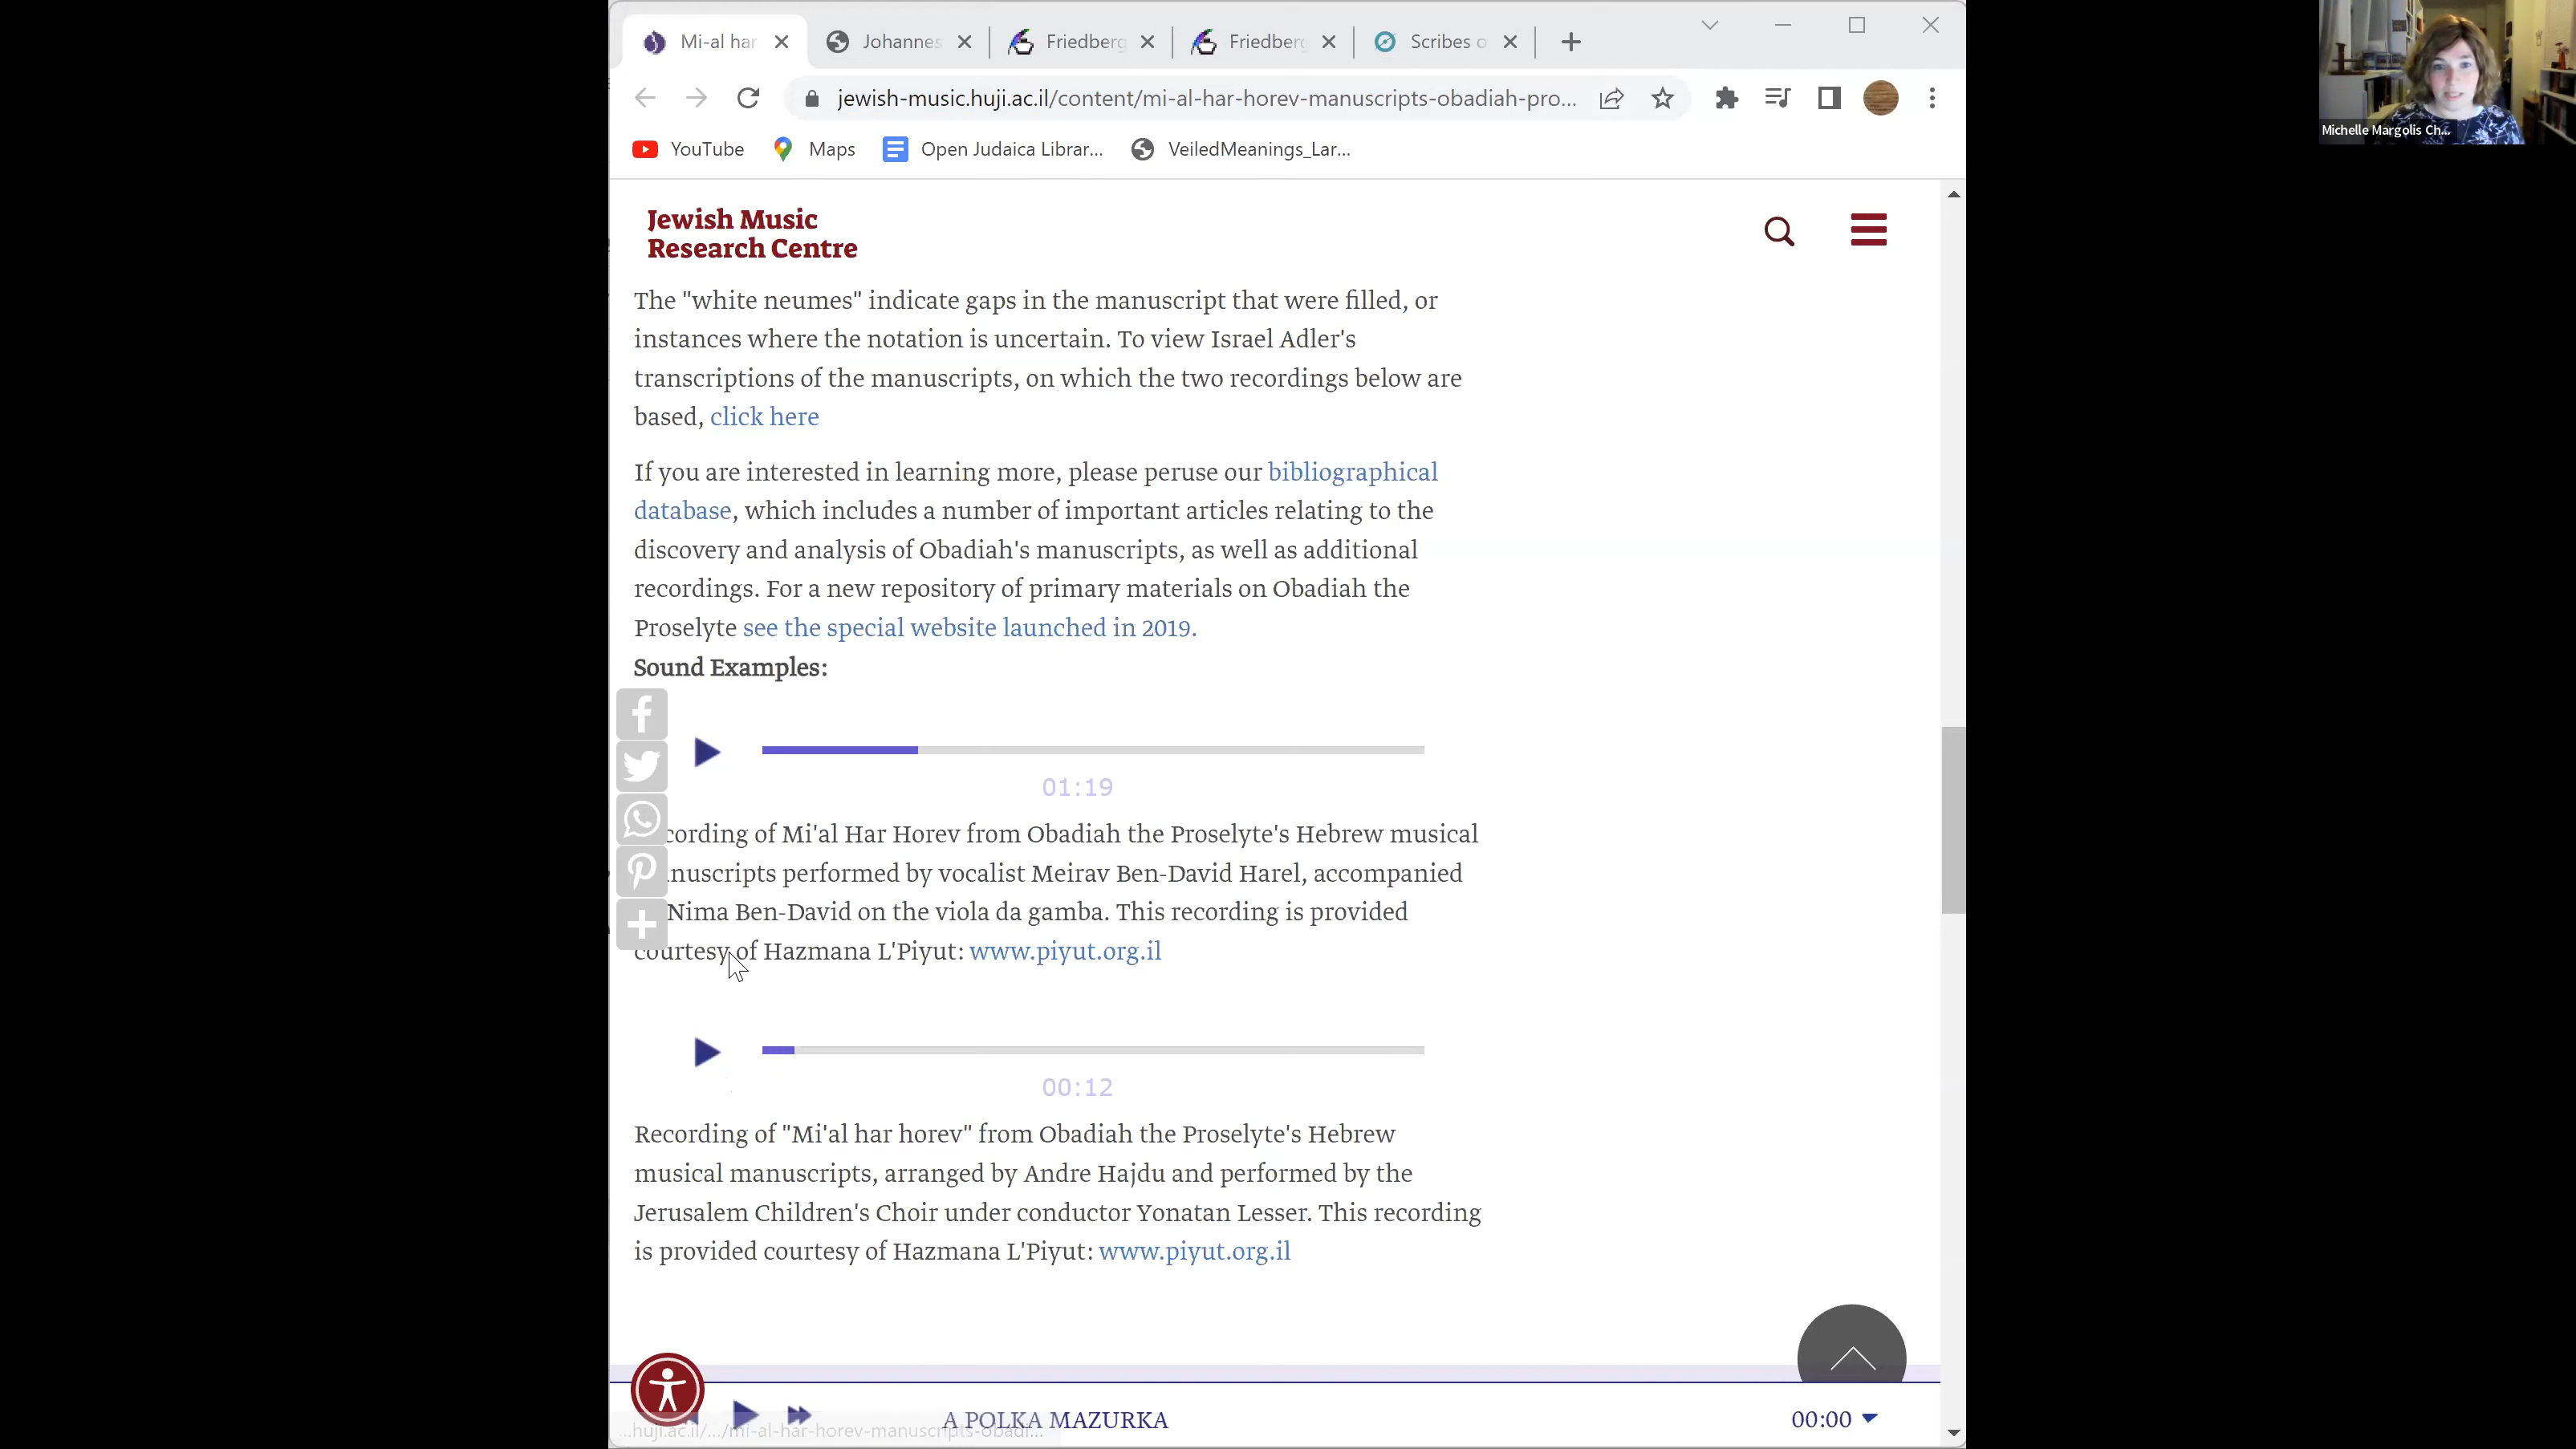 Mi-al har
Johannes
Friedberg
Friedberg
Scribes o
jewish-music.huji.ac.il/content/mi-al-har-horev-manuscripts-obadiah-pro...
YouTube
Maps
Open Judaica Librar...
VeiledMeanings_Lar...
Michelle Margolis Ch...
Jewish Music
Research Centre
The "white neumes" indicate gaps in the manuscript that were filled, or
instances where the notation is uncertain. To view Israel Adler's
transcriptions of the manuscripts, on which the two recordings below are
based, click here
If you are interested in learning more, please peruse our bibliographical
database, which includes a number of important articles relating to the
discovery and analysis of Obadiah's manuscripts, as well as additional
recordings. For a new repository of primary materials on Obadiah the
Proselyte see the special website launched in 2019.
Sound Examples:
01:19
cording of Mi'al Har Horev from Obadiah the Proselyte's Hebrew musical
nuscripts performed by vocalist Meirav Ben-David Harel, accompanied
Nima Ben-David on the viola da gamba. This recording is provided
courtesy of Hazmana L'Piyut: www.piyut.org.il
00:12
Recording of "Mi'al har horev" from Obadiah the Proselyte's Hebrew
musical manuscripts, arranged by Andre Hajdu and performed by the
Jerusalem Children's Choir under conductor Yonatan Lesser. This recording
is provided courtesy of Hazmana L'Piyut: www.piyut.org.il
A POLKA MAZURKA
00:00
...huji.ac.il/.../mi-al-har-horev-manuscripts-obadi...